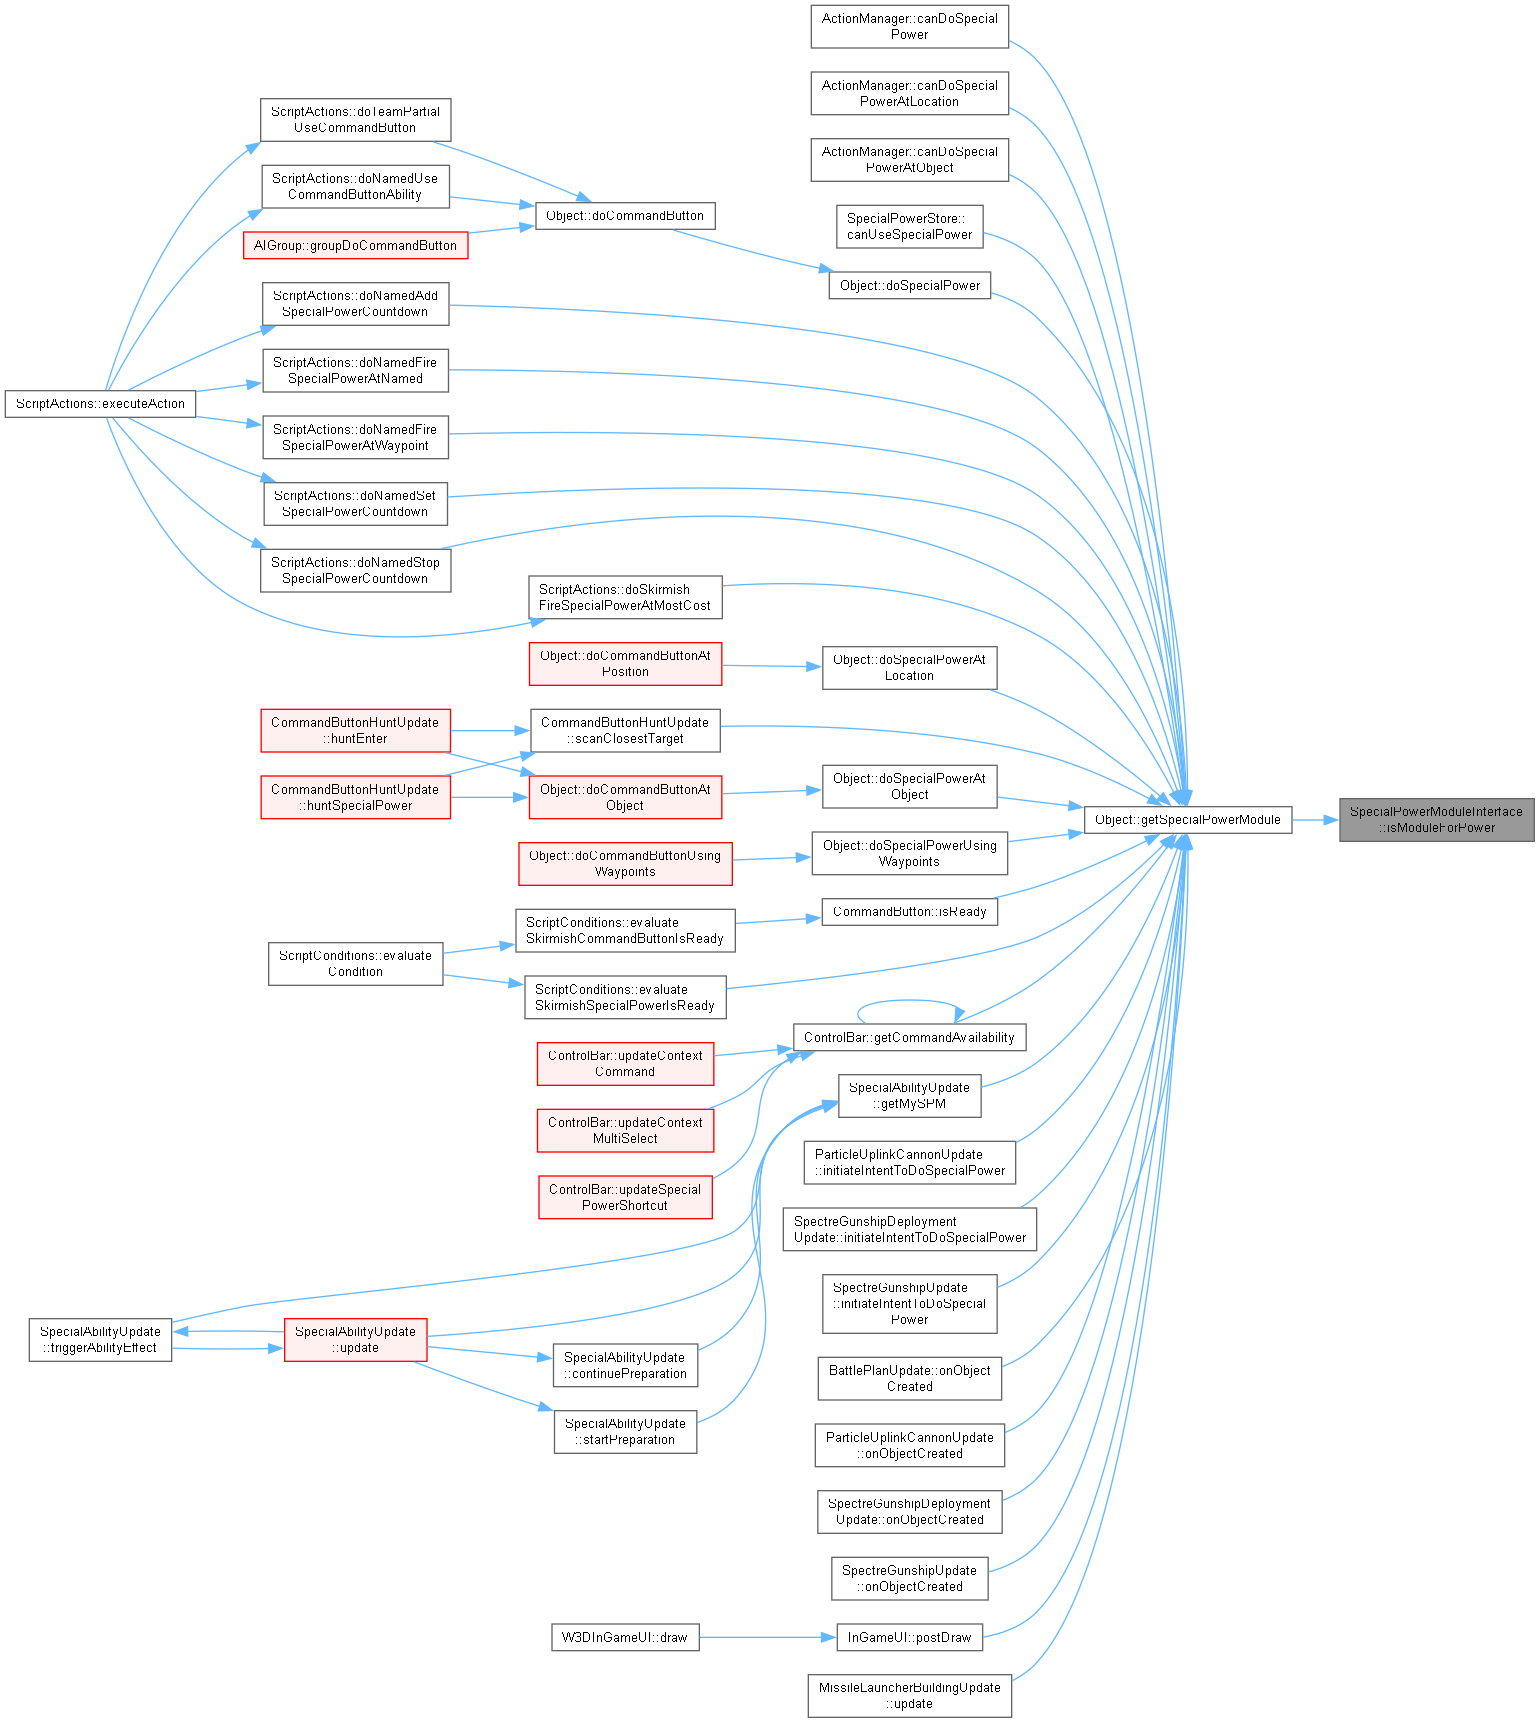 ActionManager::canDoSpecial
Power
ActionManager::canDoSpecial
PowerAtLocation
ScriptActions::doTeamPartial
UseCommandButton
ActionManager::canDoSpecial
PowerAtObject
ScriptActions::doNamedUse
CommandButtonAbility
Object::doCommandButton
SpecialPowerStore::
canUseSpecialPower
AIGroup::groupDoCommandButton
Object::doSpecialPower
ScriptActions::doNamedAdd
SpecialPowerCountdown
ScriptActions::doNamedFire
SpecialPowerAtNamed
ScriptActions::executeAction
ScriptActions::doNamedFire
SpecialPowerAtWaypoint
ScriptActions::doNamedSet
SpecialPowerCountdown
ScriptActions::doNamedStop
SpecialPowerCountdown
ScriptActions::doSkirmish
FireSpecialPowerAtMostCost
Object::doCommandButtonAt
Position
Object::doSpecialPowerAt
Location
CommandButtonHuntUpdate
::huntEnter
CommandButtonHuntUpdate
::scanClosestTarget
CommandButtonHuntUpdate
::huntSpecialPower
Object::doCommandButtonAt
Object
Object::doSpecialPowerAt
Object
Object::getSpecialPowerModule
SpecialPowerModuleInterface
::isModuleForPower
Object::doCommandButtonUsing
Waypoints
Object::doSpecialPowerUsing
Waypoints
CommandButton::isReady
ScriptConditions::evaluate
SkirmishCommandButtonIsReady
ScriptConditions::evaluate
Condition
ScriptConditions::evaluate
SkirmishSpecialPowerIsReady
ControlBar::getCommandAvailability
ControlBar::updateContext
Command
SpecialAbilityUpdate
::getMySPM
ControlBar::updateContext
MultiSelect
ParticleUplinkCannonUpdate
::initiateIntentToDoSpecialPower
ControlBar::updateSpecial
PowerShortcut
SpectreGunshipDeployment
Update::initiateIntentToDoSpecialPower
SpectreGunshipUpdate
::initiateIntentToDoSpecial
Power
SpecialAbilityUpdate
::triggerAbilityEffect
SpecialAbilityUpdate
::update
SpecialAbilityUpdate
::continuePreparation
BattlePlanUpdate::onObject
Created
SpecialAbilityUpdate
::startPreparation
ParticleUplinkCannonUpdate
::onObjectCreated
SpectreGunshipDeployment
Update::onObjectCreated
SpectreGunshipUpdate
::onObjectCreated
W3DInGameUI::draw
InGameUI::postDraw
MissileLauncherBuildingUpdate
::update